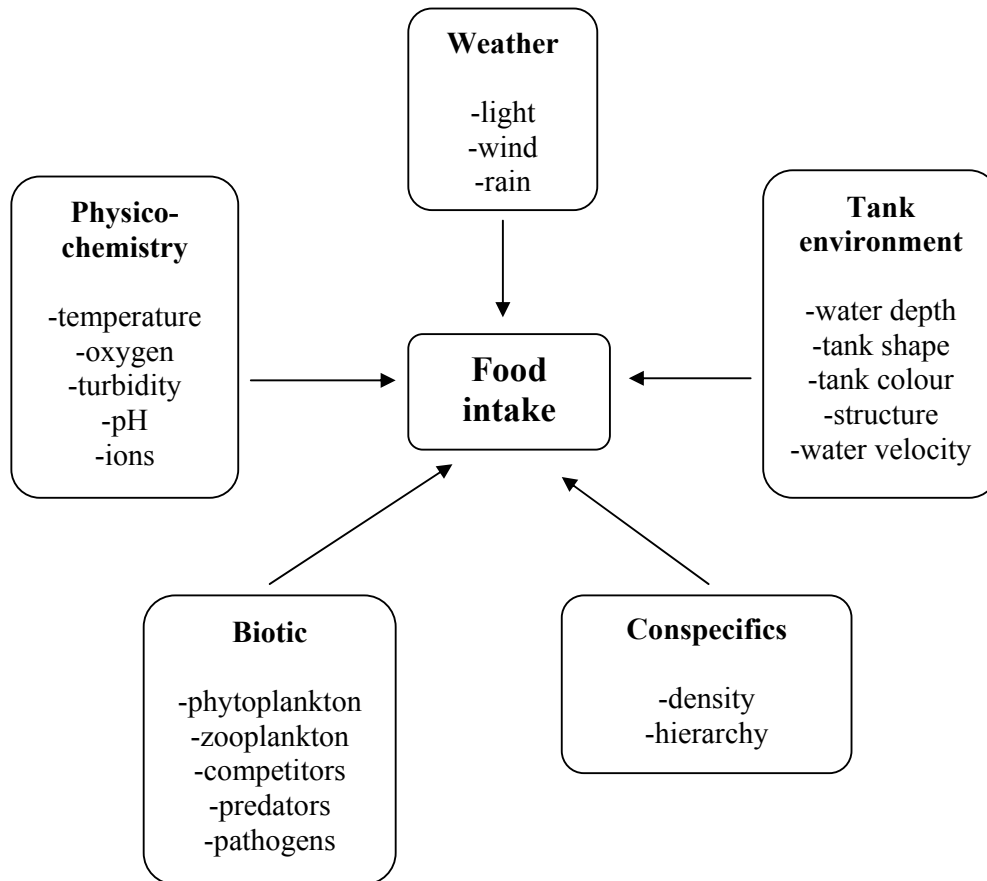 Weather
-light
-wind
-rain
Physico-
chemistry
-temperature
-oxygen
-turbidity
-pH
-ions
Tank
environment
-water depth
-tank shape
-tank colour
-structure
-water velocity
Food
intake
Biotic
-phytoplankton
-zooplankton
-competitors
-predators
-pathogens
Conspecifics
-density
-hierarchy